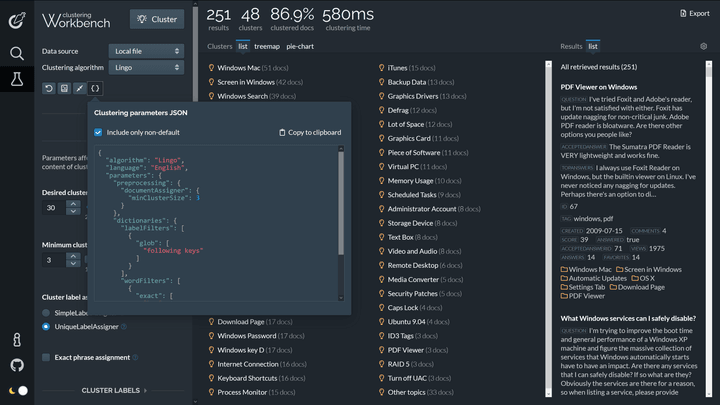 clustering
Workbench
Cluster
251
results
48
clusters
86.9%
clustered docs
580ms
clustering time
Export
Data source
Local file
Clustering algorithm
Lingo
Clusters
list
treemap
pie-chart
Results
list
Clustering parameters JSON
Include only non-default
Copy to clipboard
{
"algorithm": "Lingo",
"language": "English",
"parameters": {
"preprocessing": {
"documentAssigner": {
"minClusterSize": 3
}
},
"dictionaries": {
"labelFilters": [
{
"glob": [
"following keys"
]
}
],
"wordFilters": [
{
"exact": [
Parameters affe
content of cluster
Desired cluster
30
Minimum cluste
3
Cluster label as
SimpleLabe
UniqueLabelAssigner
Exact phrase assignment
CLUSTER LABELS
Windows Mac (51 docs)
Screen in Windows (42 docs)
Windows Search (39 docs)
Download Page (17 docs)
Windows Password (17 docs)
Windows key D (17 docs)
Internet Connection (16 docs)
Keyboard Shortcuts (16 docs)
Process Monitor (15 docs)
iTunes (15 docs)
Backup Data (13 docs)
Graphics Drivers (13 docs)
Defrag (12 docs)
Lot of Space (12 docs)
Graphics Card (11 docs)
Piece of Software (11 docs)
Virtual PC (11 docs)
Memory Usage (10 docs)
Scheduled Tasks (9 docs)
Administrator Account (8 docs)
Storage Device (8 docs)
Text Box (8 docs)
Video and Audio (8 docs)
Remote Desktop (6 docs)
Media Converter (5 docs)
Security Patches (5 docs)
Caps Lock (4 docs)
Ubuntu 9.04 (4 docs)
ID3 Tags (3 docs)
PDF Viewer (3 docs)
RAID 5 (3 docs)
Turn off UAC (3 docs)
Other topics (33 docs)
All retrieved results (251)
PDF Viewer on Windows
QUESTION I've tried Foxit and Adobe's reader,
but I'm not satisfied with either. Foxit has
update nagging for non-critical junk. Adobe
PDF reader is bloatware. Are there other
options you people like?
ACCEPTEDANSWER The Sumatra PDF Reader is
VERY lightweight and works fine.
TOPANSWERS I always use Foxit Reader on
Windows, but the builtin viewer on Linux. I've
never noticed any nagging for updates.
Perhaps there's an option to di...
ID 67
TAG windows, pdf
CREATED 2009-07-15 COMMENTS 4
SCORE 39 ANSWERED true
ACCEPTEDANSWER 71 VIEWS 1975
ANSWERS 14 FAVORITES 14
Windows Mac Screen in Windows
Automatic Updates OS X
Settings Tab Download Page
PDF Viewer
What Windows services can I safely disable?
QUESTION I'm trying to improve the boot time
and general performance of a Windows XP
machine and figure the massive collection of
services that Windows automatically starts
have to have an impact. Are there any services
that I can safely disable? If so what are they?
Obviously the services are there for a reason,
so when listing a service, please provide